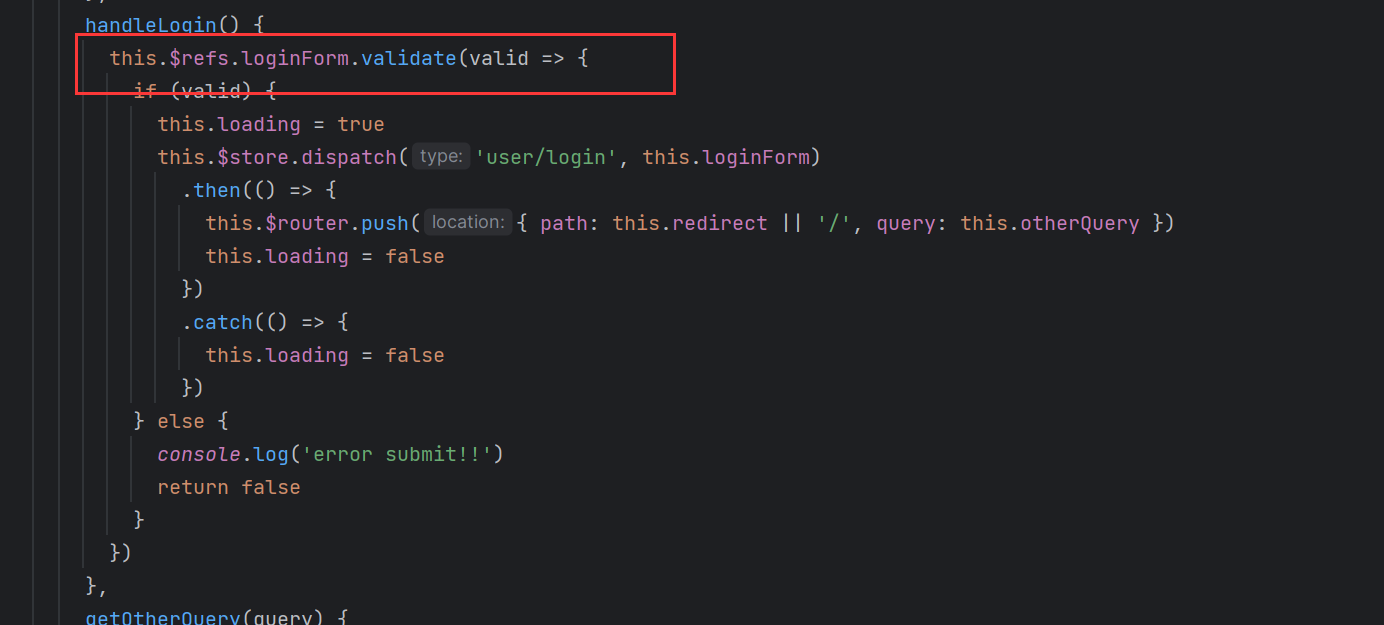 },
handleLogin() {
this.$refs.loginForm.validate(valid => {
if (valid) {
this.loading = true
this.$store.dispatch( type: 'user/login', this.loginForm)
.then(() => {
this.$router.push( location: { path: this.redirect || '/', query: this.otherQuery })
this.loading = false
})
.catch(() => {
this.loading = false
})
} else {
console.log('error submit!!')
return false
}
})
},
getOtherQuery(query) {